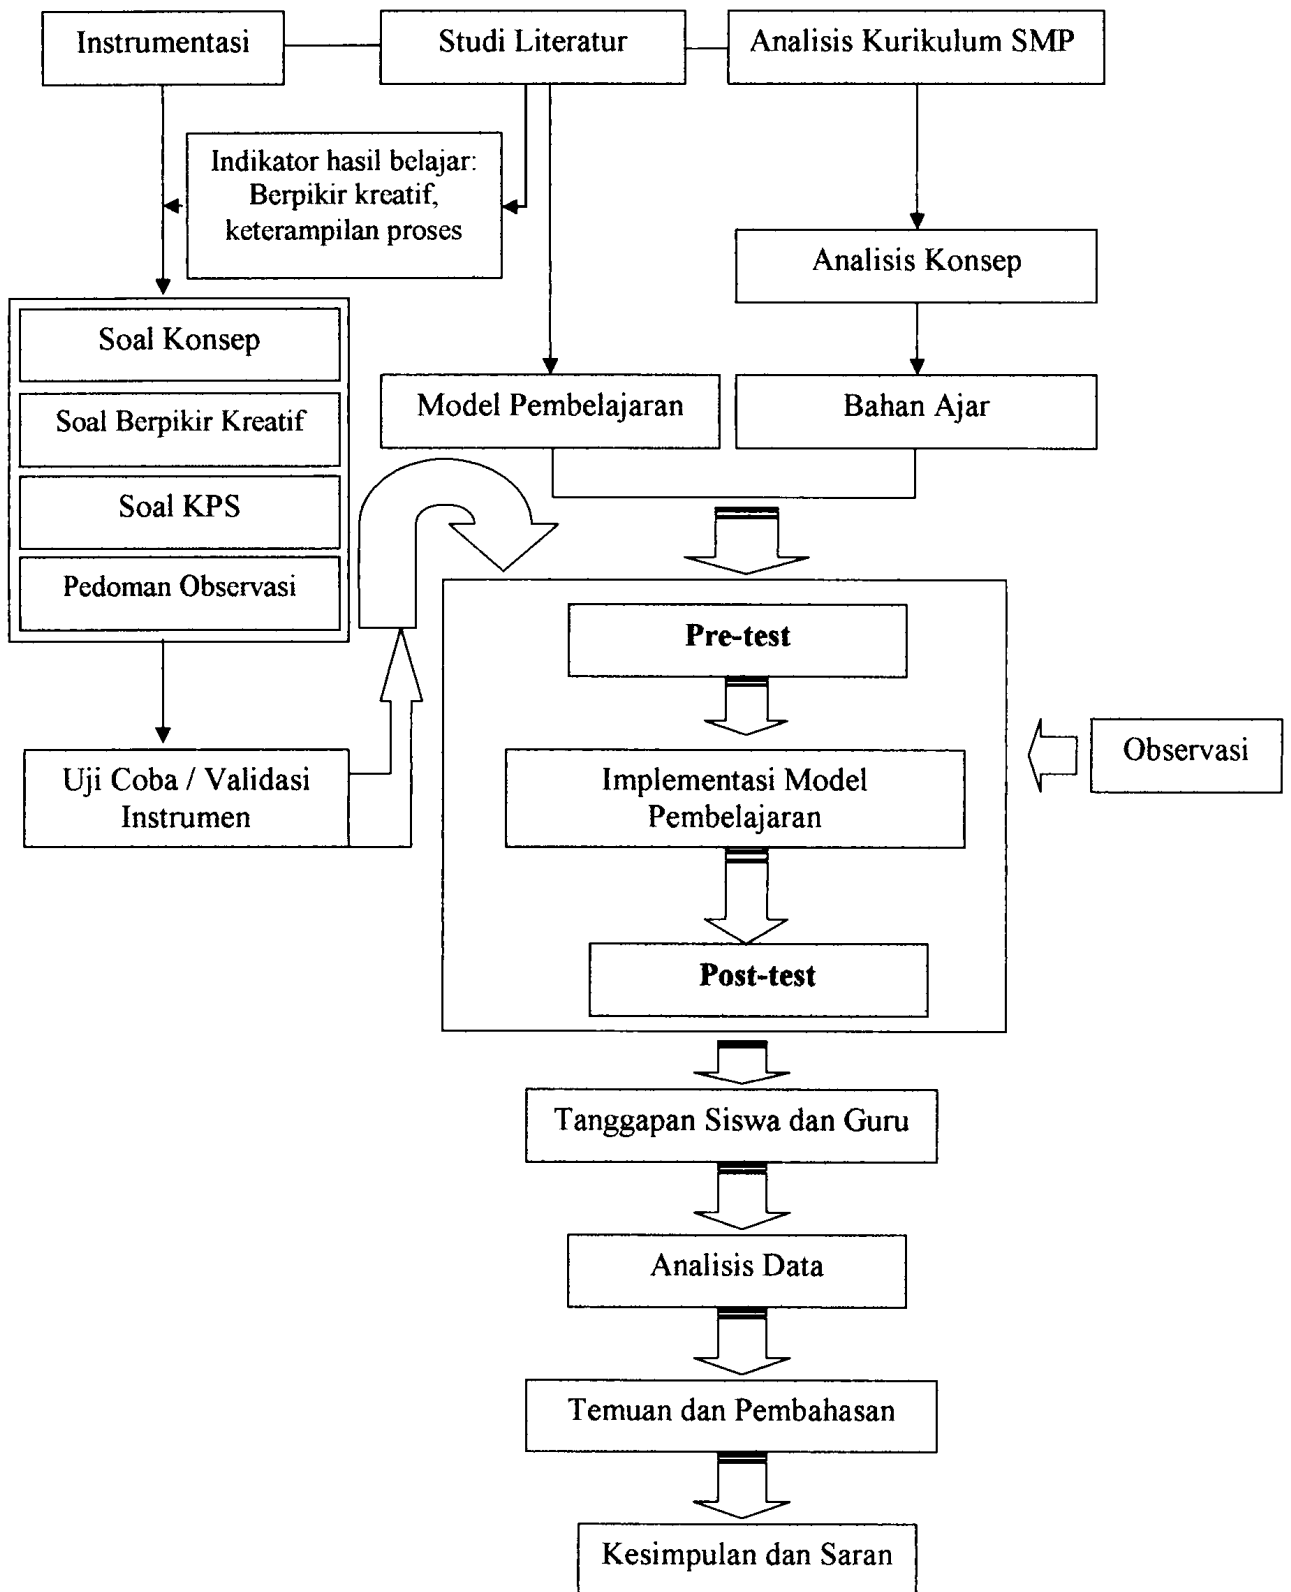 Instrumentasi
Studi Literatur
Analisis Kurikulum SMP
Indikator hasil belajar:
Berpikir kreatif,
keterampilan proses
Analisis Konsep
Soal Konsep
Model Pembelajaran
Bahan Ajar
Soal Berpikir Kreatif
Soal KPS
Pedoman Observasi
Pre-test
Uji Coba / Validasi
Instrumen
Implementasi Model
Pembelajaran
Observasi
Post-test
Tanggapan Siswa dan Guru
Analisis Data
Temuan dan Pembahasan
Kesimpulan dan Saran